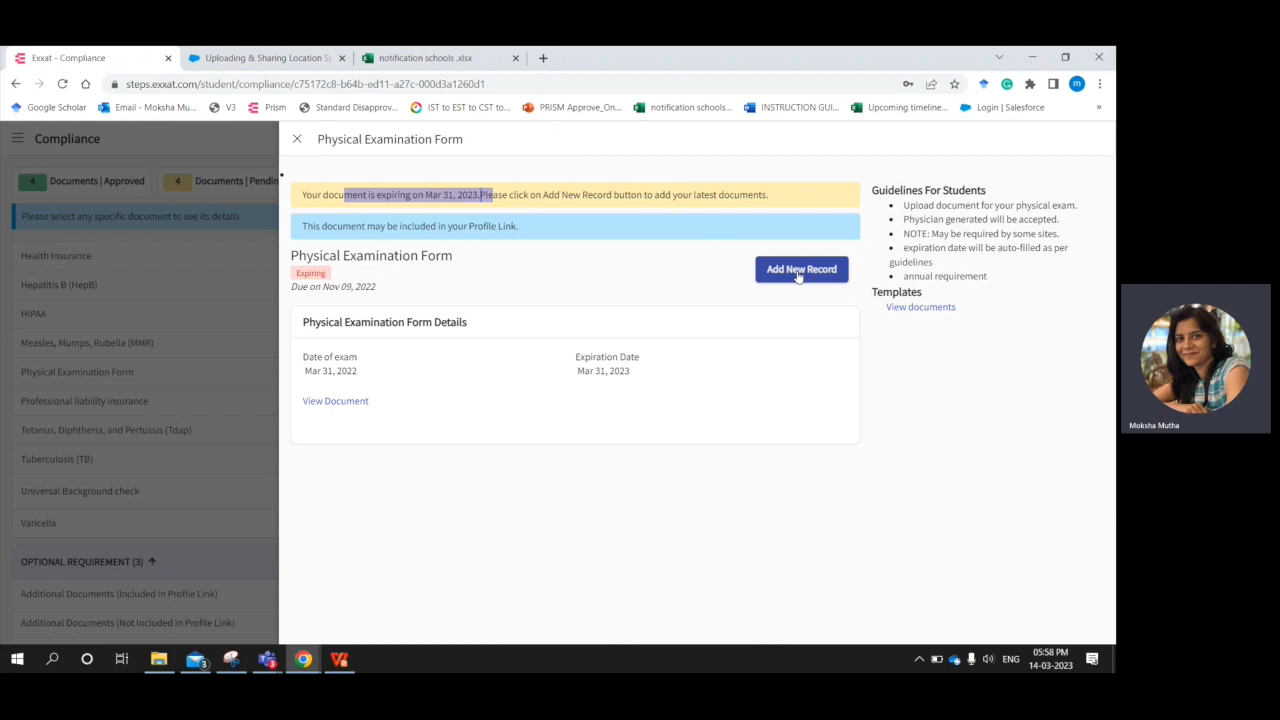 Exxat - Compliance
Uploading & Sharing Location Sp
notification schools .xlsx
steps.exxat.com/student/compliance/c75172c8-b64b-ed11-a27c-000d3a1260d1
m
Google Scholar
Email - Moksha Mu...
V3
Prism
Standard Disapprov...
IST to EST to CST to...
PRISM Approve_On...
notification schools...
INSTRUCTION GUI...
Upcoming timeline...
Login | Salesforce
»
Compliance
4 Documents | Approved
4 Documents | Pendin
Please select any specific document to see its details
Health Insurance
Hepatitis B (HepB)
HIPAA
Measles, Mumps, Rubella (MMR)
Physical Examination Form
Professional liability insurance
Tetanus, Diphtheria, and Pertussis (Tdap)
Tuberculosis (TB)
Universal Background check
Varicella
OPTIONAL REQUIREMENT (3)
Additional Documents (Included in Profile Link)
Additional Documents (Not Included in Profile Link)
Physical Examination Form
Your document is expiring on Mar 31, 2023.Please click on Add New Record button to add your latest documents.
This document may be included in your Profile Link.
Physical Examination Form
Expiring
Due on Nov 09, 2022
Add New Record
Physical Examination Form Details
Date of exam
Mar 31, 2022
Expiration Date
Mar 31, 2023
View Document
Guidelines For Students
Upload document for your physical exam.
Physician generated will be accepted.
NOTE: May be required by some sites.
expiration date will be auto-filled as per
guidelines
annual requirement
Templates
View documents
Moksha Mutha
3
3
ENG
05:58 PM
14-03-2023